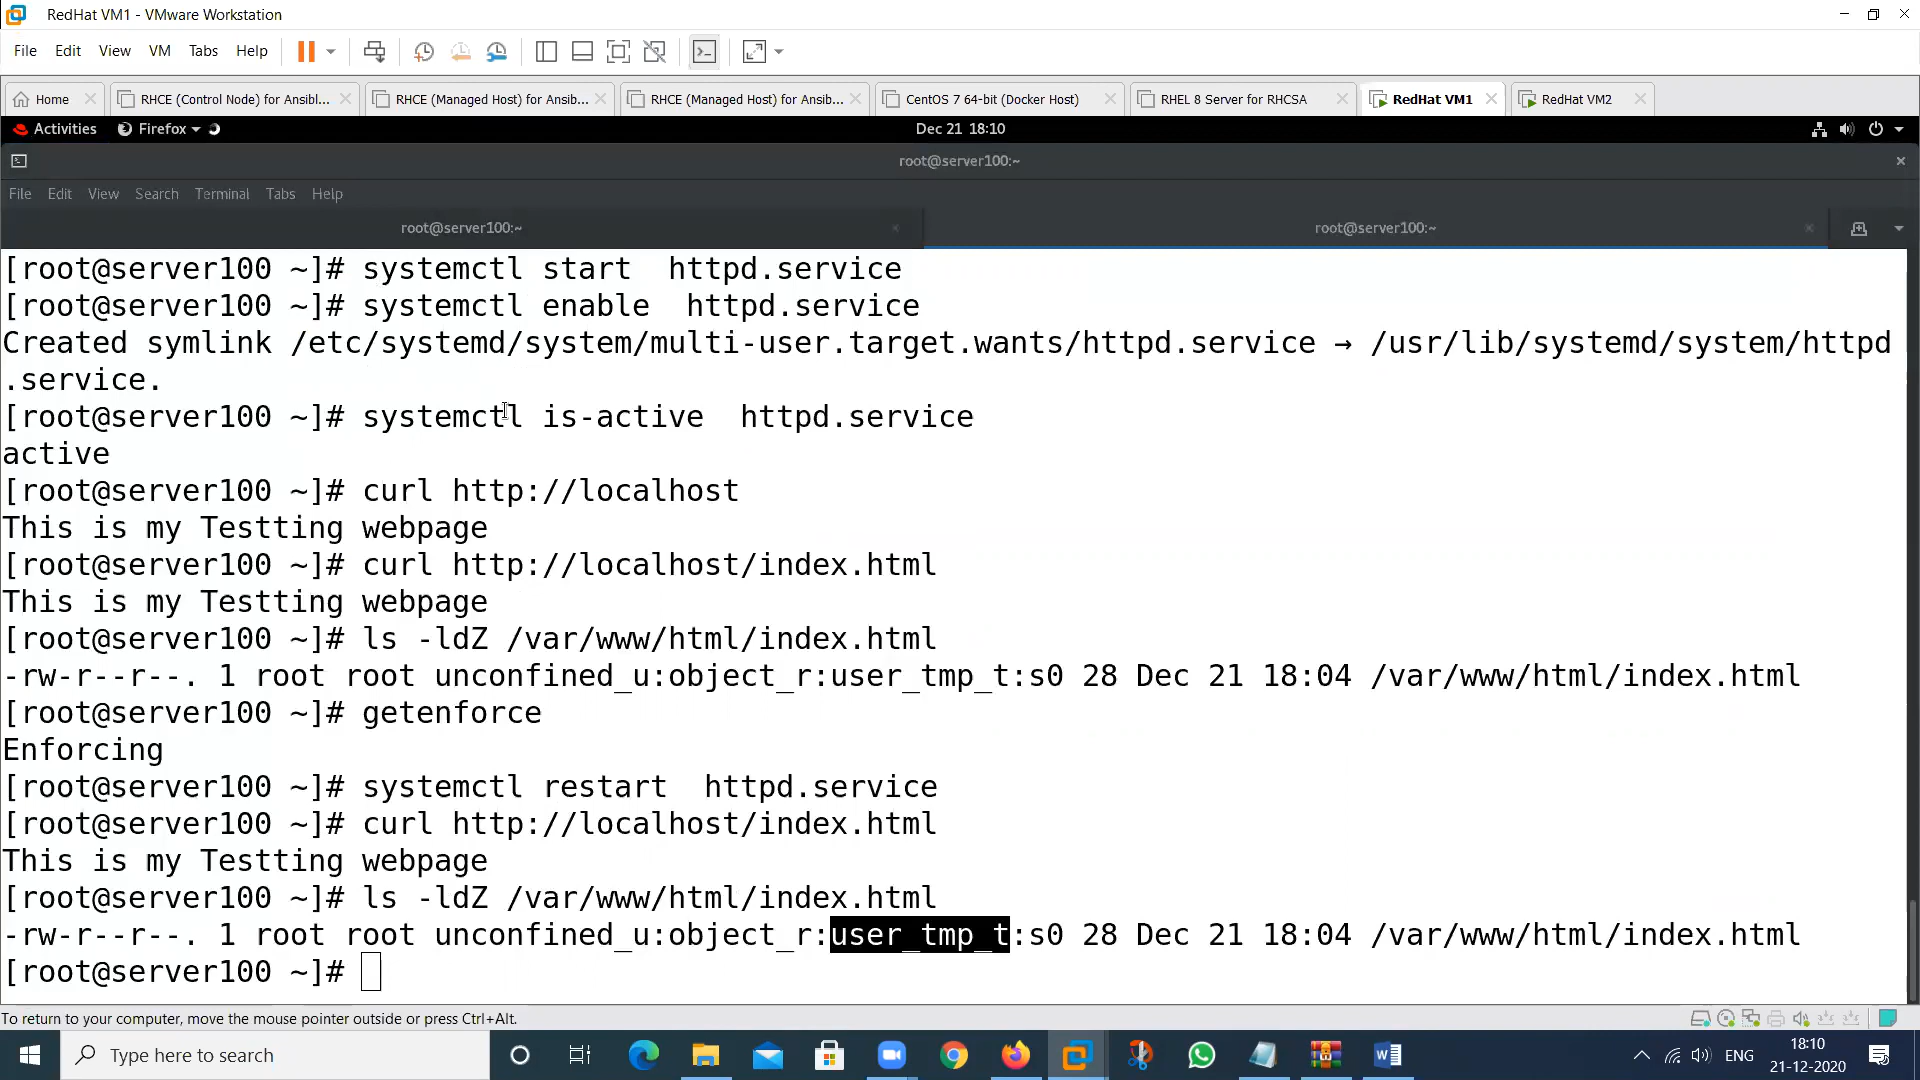 RedHat VM1 - VMware Workstation
File Edit View VM Tabs Help
Home RHCE (Control Node) for Ansibl... RHCE (Managed Host) for Ansib... RHCE (Managed Host) for Ansib... CentOS 7 64-bit (Docker Host) RHEL 8 Server for RHCSA RedHat VM1 RedHat VM2
Activities Firefox Dec 21 18:10
root@server100:~
File Edit View Search Terminal Tabs Help
root@server100:~ root@server100:~
[root@server100 ~]# systemctl start  httpd.service
[root@server100 ~]# systemctl enable  httpd.service
Created symlink /etc/systemd/system/multi-user.target.wants/httpd.service → /usr/lib/systemd/system/httpd
.service.
[root@server100 ~]# systemctl is-active  httpd.service
active
[root@server100 ~]# curl http://localhost
This is my Testting webpage
[root@server100 ~]# curl http://localhost/index.html
This is my Testting webpage
[root@server100 ~]# ls -ldZ /var/www/html/index.html
-rw-r--r--. 1 root root unconfined_u:object_r:user_tmp_t:s0 28 Dec 21 18:04 /var/www/html/index.html
[root@server100 ~]# getenforce
Enforcing
[root@server100 ~]# systemctl restart  httpd.service
[root@server100 ~]# curl http://localhost/index.html
This is my Testting webpage
[root@server100 ~]# ls -ldZ /var/www/html/index.html
-rw-r--r--. 1 root root unconfined_u:object_r:user_tmp_t:s0 28 Dec 21 18:04 /var/www/html/index.html
[root@server100 ~]#
To return to your computer, move the mouse pointer outside or press Ctrl+Alt.
Type here to search
ENG
18:10
21-12-2020